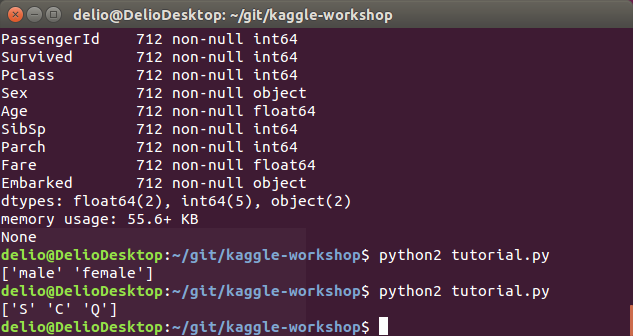 delio@DelioDesktop: ~/git/kaggle-workshop
PassengerId    712 non-null int64
Survived       712 non-null int64
Pclass         712 non-null int64
Sex            712 non-null object
Age            712 non-null float64
SibSp          712 non-null int64
Parch          712 non-null int64
Fare           712 non-null float64
Embarked       712 non-null object
dtypes: float64(2), int64(5), object(2)
memory usage: 55.6+ KB
None
delio@DelioDesktop:~/git/kaggle-workshop$ python2 tutorial.py
['male' 'female']
delio@DelioDesktop:~/git/kaggle-workshop$ python2 tutorial.py
['S' 'C' 'Q']
delio@DelioDesktop:~/git/kaggle-workshop$